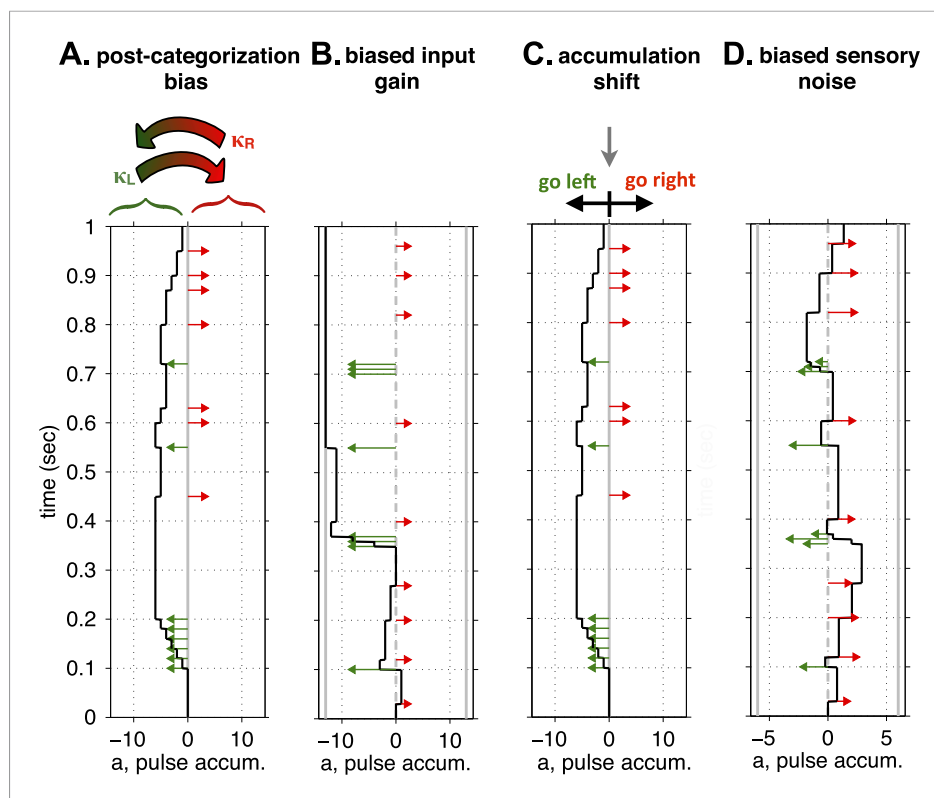 A. post-categorization bias
B. biased input gain
C. accumulation shift
D. biased sensory noise
κR
κL
go left
go right
1
0.9
0.8
0.7
0.6
0.5
0.4
0.3
0.2
0.1
0
time (sec)
−10 0 10
a, pulse accum.
−10 0 10
a, pulse accum.
−10 0 10
a, pulse accum.
−5 0 5
a, pulse accum.